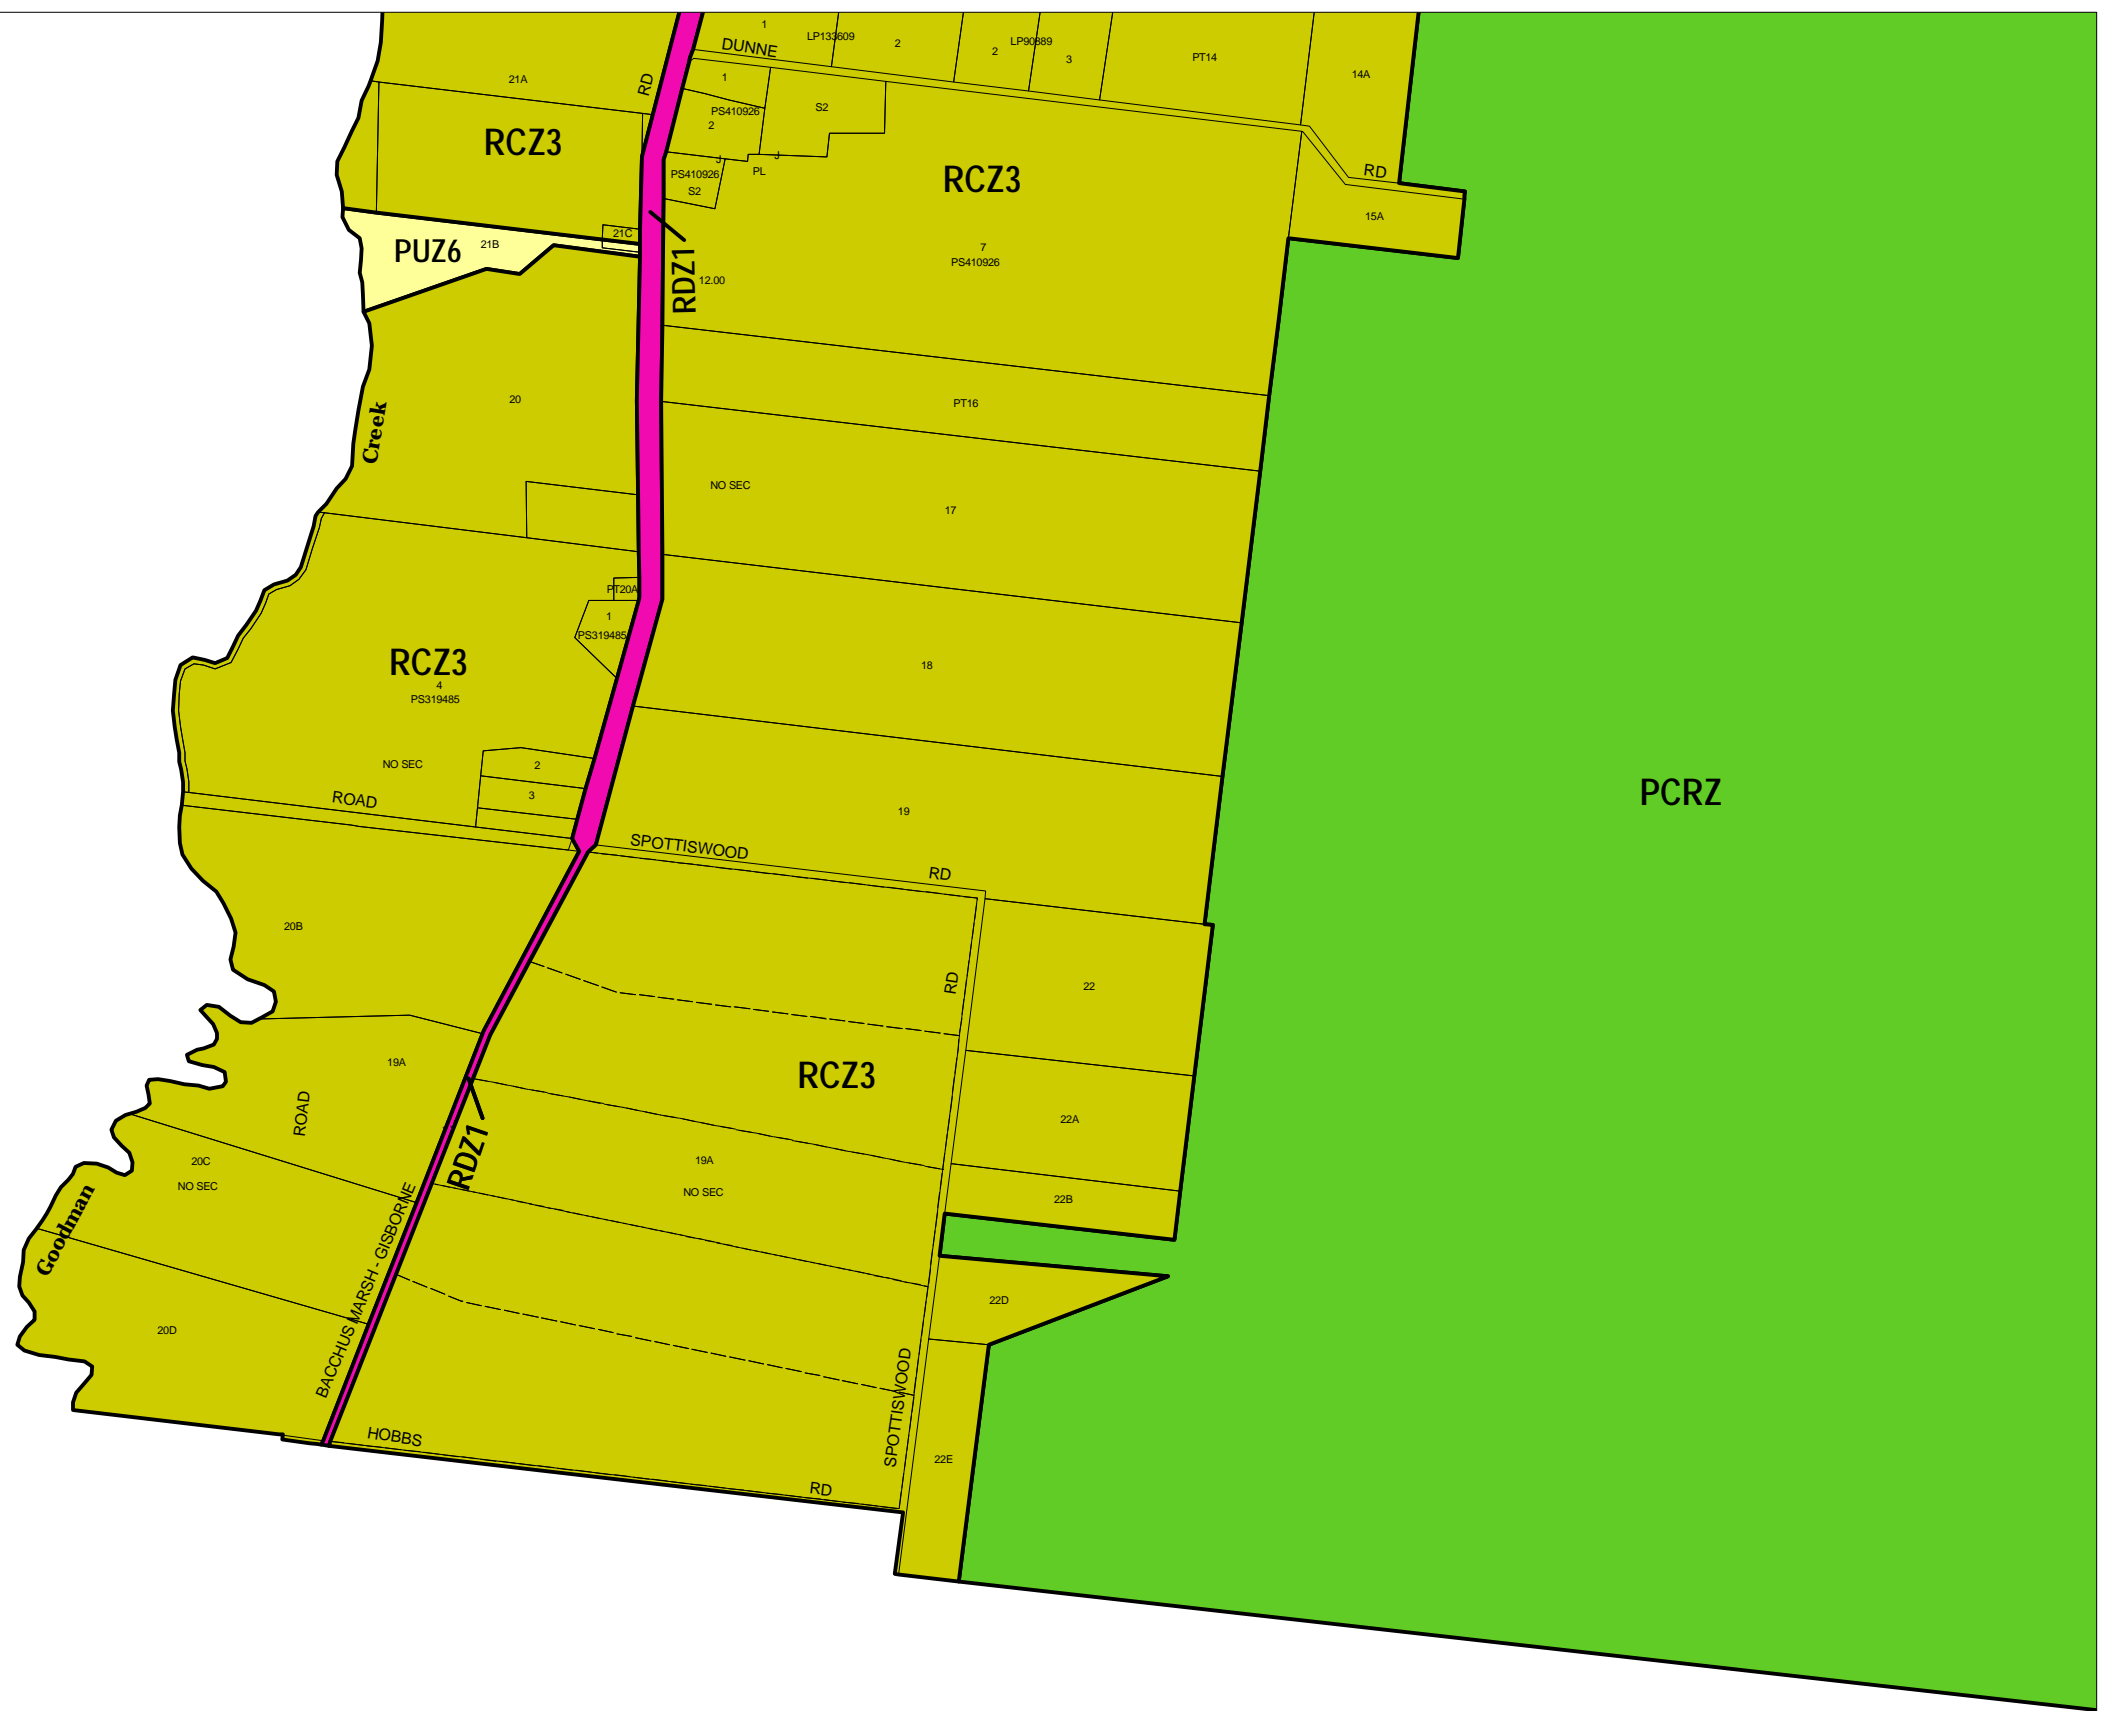 1
LP133609
2
2
LP90889
3
PT14
14A
DUNNE
RD
21A
1
PS410926
2
S2
RCZ3
RCZ3
RD
J
J
PL
PS410926
S2
15A
21C
PUZ6
21B
7
PS410926
RDZ1
12.00
20
PT16
Creek
NO SEC
17
PT20A
1
PS319485
RCZ3
4
PS319485
18
NO SEC
2
3
ROAD
19
SPOTTISWOOD
RD
20B
RD
22
19A
RCZ3
ROAD
22A
RDZ1
20C
NO SEC
19A
NO SEC
22B
Goodman
BACCHUS MARSH - GISBORNE
20D
22D
SPOTTISWOOD
HOBBS
RD
22E
PCRZ